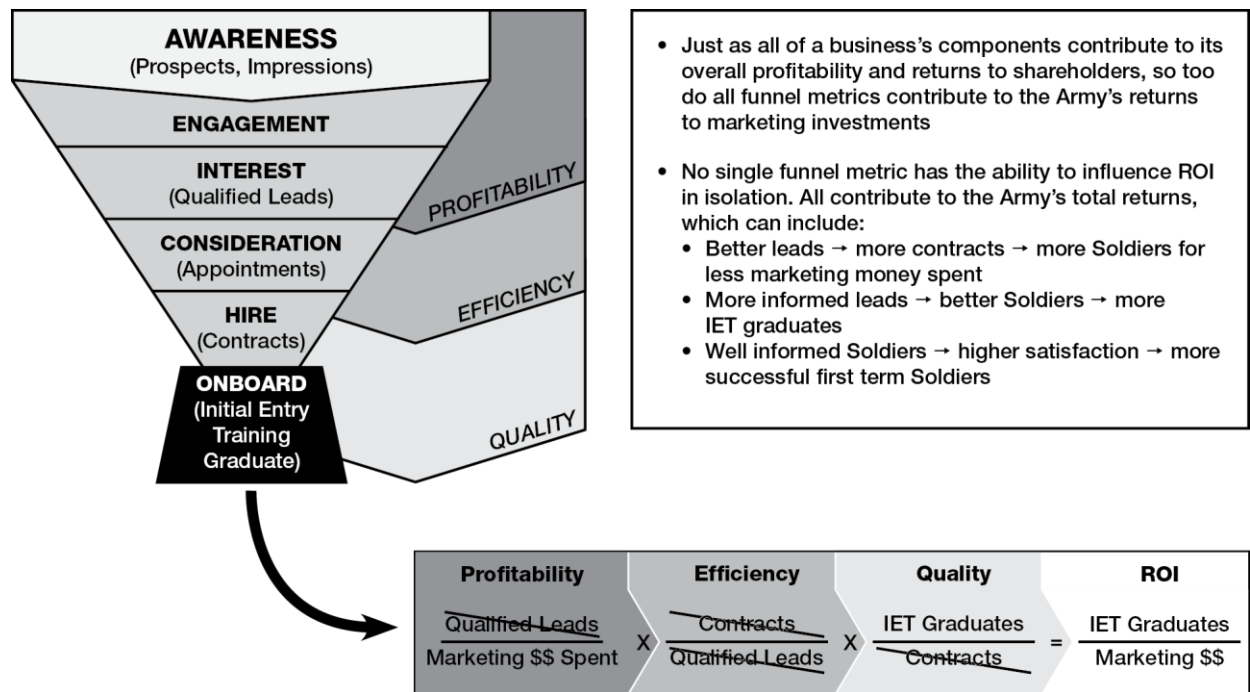 AWARENESS
(Prospects, Impressions)
ENGAGEMENT
INTEREST
(Qualified Leads)
CONSIDERATION
(Appointments)
HIRE
(Contracts)
ONBOARD
(Initial Entry
Training
Graduate)
PROFITABILITY
EFFICIENCY
QUALITY
• Just as all of a business’s components contribute to its
overall profitability and returns to shareholders, so too
do all funnel metrics contribute to the Army’s returns
to marketing investments
• No single funnel metric has the ability to influence ROI
in isolation. All contribute to the Army’s total returns,
which can include:
• Better leads → more contracts → more Soldiers for
less marketing money spent
• More informed leads → better Soldiers → more
IET graduates
• Well informed Soldiers → higher satisfaction → more
successful first term Soldiers
Profitability Efficiency Quality ROI
Qualified Leads Contracts IET Graduates IET Graduates
X X =
Marketing $$ Spent Qualified Leads Contracts Marketing $$